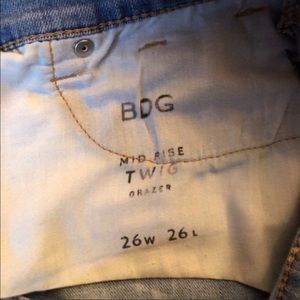 BDG
MID RISE
TWIG
GRAZER
26W 26L